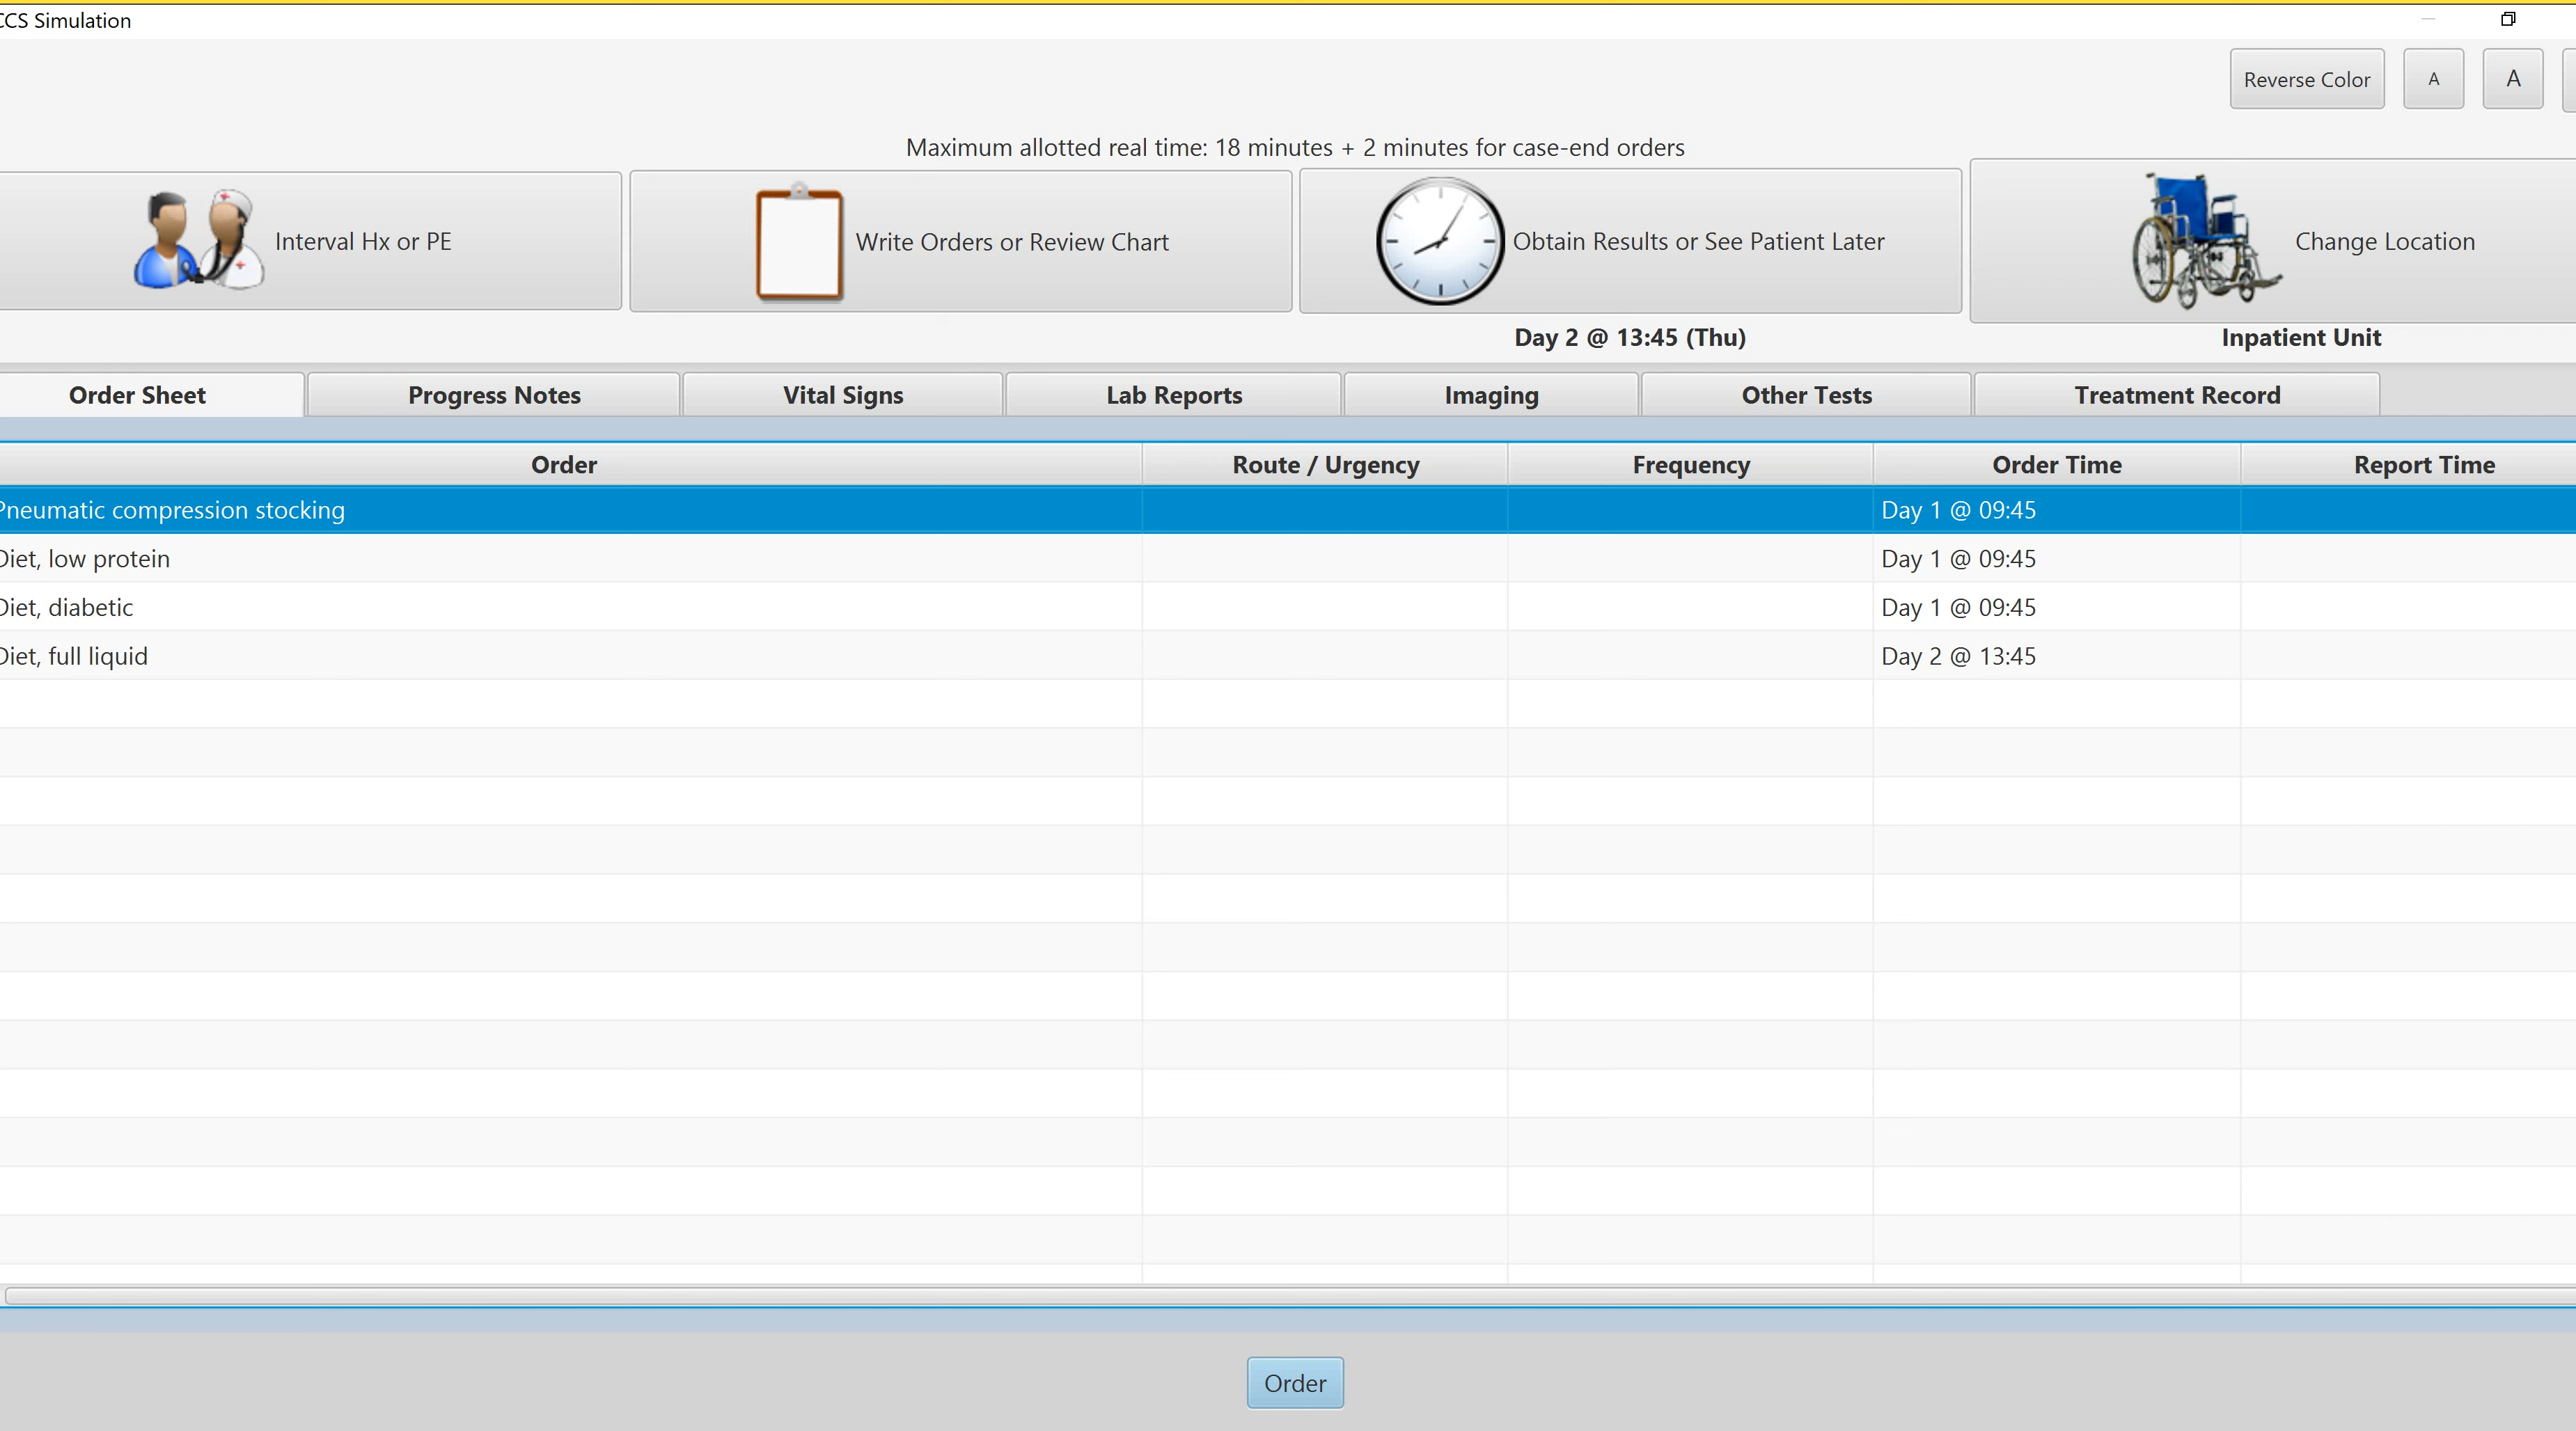 CCS Simulation
Reverse Color A A
Maximum allotted real time: 18 minutes + 2 minutes for case-end orders
Interval Hx or PE Write Orders or Review Chart Obtain Results or See Patient Later Change Location
Day 2 @ 13:45 (Thu) Inpatient Unit
Order Sheet Progress Notes Vital Signs Lab Reports Imaging Other Tests Treatment Record
Order Route / Urgency Frequency Order Time Report Time
Pneumatic compression stocking Day 1 @ 09:45
Diet, low protein Day 1 @ 09:45
Diet, diabetic Day 1 @ 09:45
Diet, full liquid Day 2 @ 13:45
Order